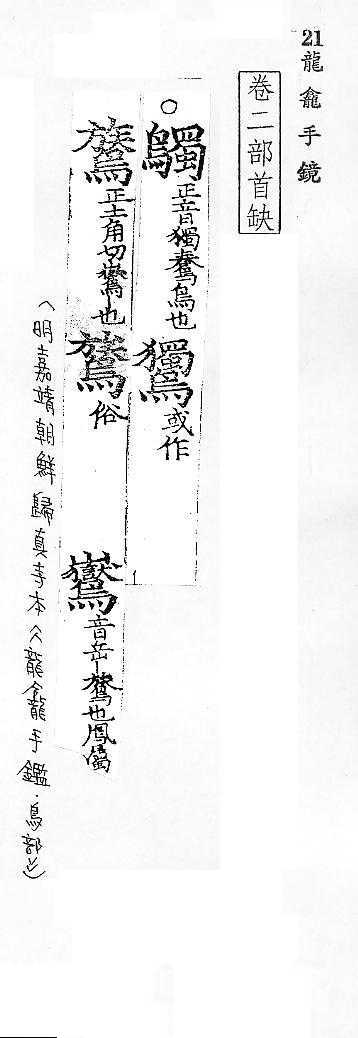 21 龍龕手鏡
卷二部首缺
○鸀正音獨鳥也 或作
鷟正士角切鸑|也 鷟俗 鸑音岳|鷟也鳳屬
（明嘉靖朝鮮歸真寺本《龍龕手鑑·鳥部》）